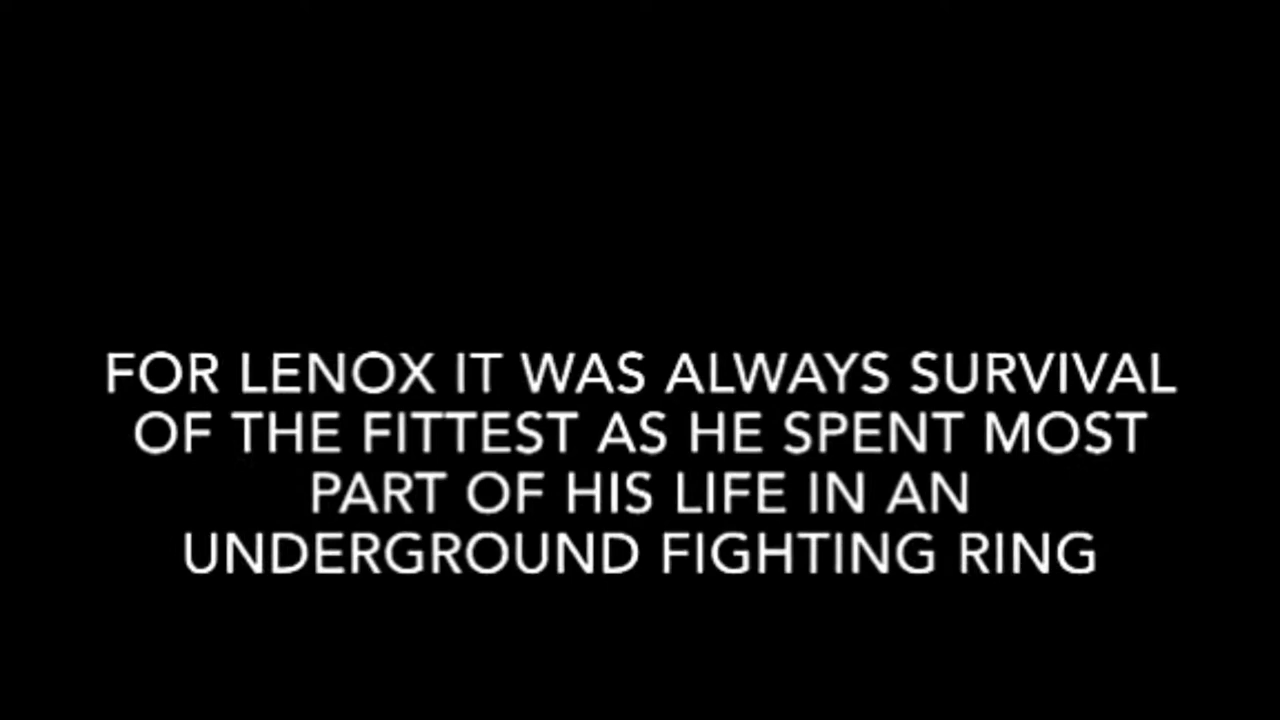 FOR LENOX IT WAS ALWAYS SURVIVAL
OF THE FITTEST AS HE SPENT MOST
PART OF HIS LIFE IN AN
UNDERGROUND FIGHTING RING